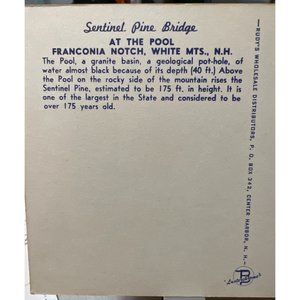 Sentinel Pine Bridge
AT THE POOL
FRANCONIA NOTCH, WHITE MTS., N.H.
The Pool, a granite basin, a geological pot-hole, of
water almost black because of its depth (40 ft.) Above
the Pool on the rocky side of the mountain rises the
Sentinel Pine, estimated to be 175 ft. in height. It is
one of the largest in the State and considered to be
over 175 years old.
—RUDY'S WHOLESALE DISTRIBUTORS, P. O. BOX 342, CENTER HARBOR, N. H.—